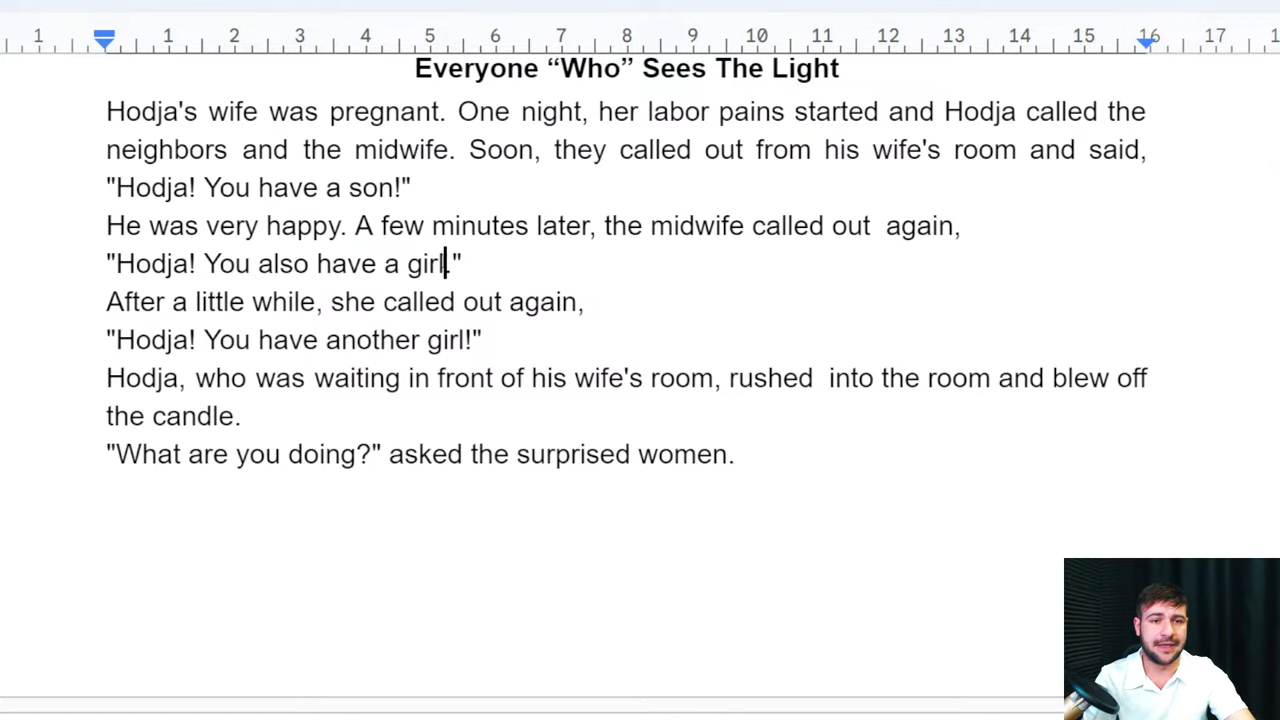 1 1 2 3 4 5 6 7 8 9 10 11 12 13 14 15 16 17
Everyone “Who” Sees The Light
Hodja's wife was pregnant. One night, her labor pains started and Hodja called the
neighbors and the midwife. Soon, they called out from his wife's room and said,
"Hodja! You have a son!"
He was very happy. A few minutes later, the midwife called out  again,
"Hodja! You also have a girl."
After a little while, she called out again,
"Hodja! You have another girl!"
Hodja, who was waiting in front of his wife's room, rushed  into the room and blew off
the candle.
"What are you doing?" asked the surprised women.